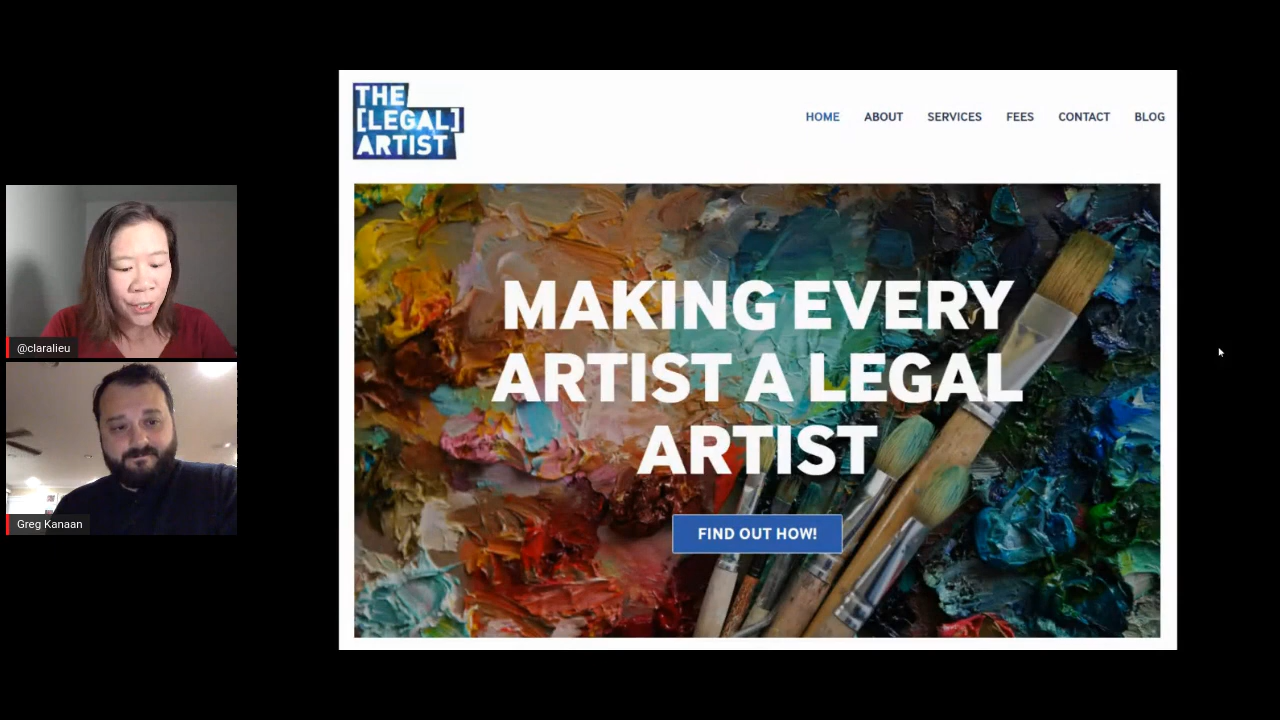 THE
[LEGAL]
ARTIST
HOME ABOUT SERVICES FEES CONTACT BLOG
MAKING EVERY
ARTIST A LEGAL
ARTIST
FIND OUT HOW!
@claralieu
Greg Kanaan